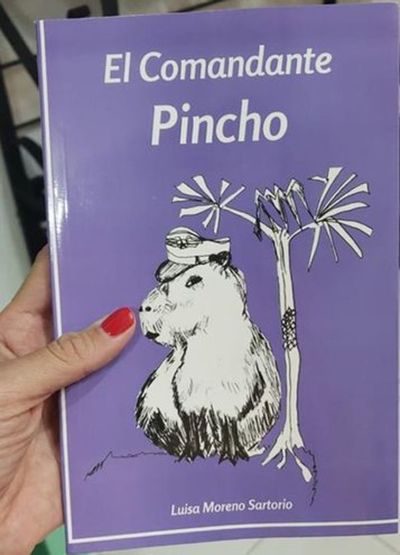 El Comandante
Pincho
Luisa Moreno Sartorio